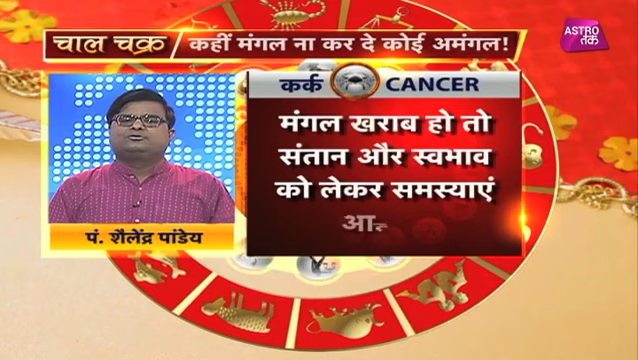 चाल चक्र / कहीं मंगल ना कर दे कोई अमंगल!
ASTRO
तक
कर्क CANCER
मंगल खराब हो तो
संतान और स्वभाव
को लेकर समस्याएं
पं. शैलेंद्र पांडेय